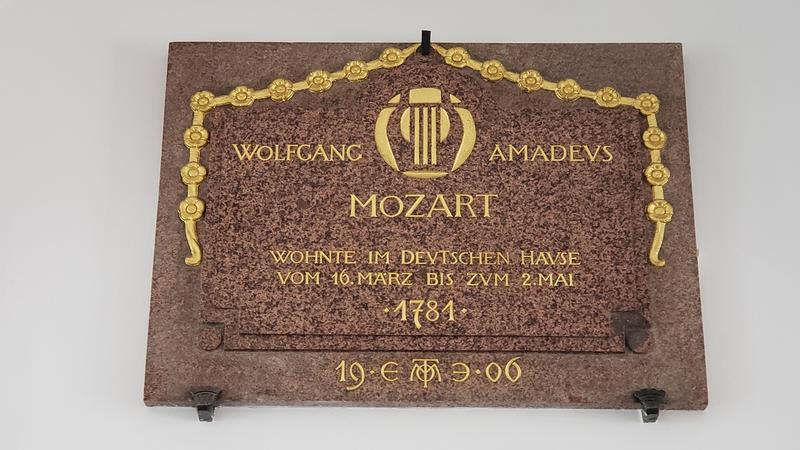 WOLFGANG AMADEVS
MOZART
WOHNTE IM DEVTSCHEN HAVSE
VOM 16. MÄRZ BIS ZVM 2. MAI
·1781·
19·E
·06